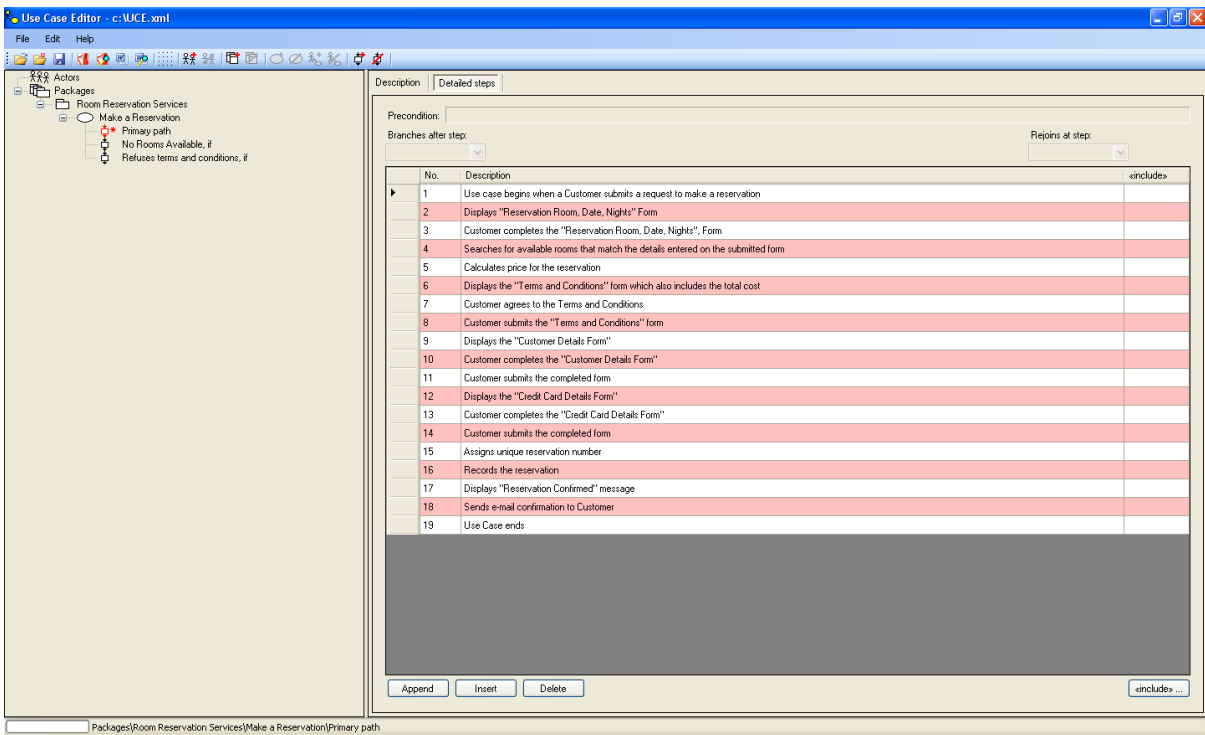 Use Case Editor - c:\UCE.xml
File Edit Help
Actors
Packages
Room Reservation Services
Make a Reservation
Primary path
No Rooms Available, if
Refuses terms and conditions, if
Description Detailed steps
Precondition:
Branches after step: Rejoins at step:
No. Description «include»
1 Use case begins when a Customer submits a request to make a reservation
2 Displays "Reservation Room, Date, Nights" Form
3 Customer completes the "Reservation Room, Date, Nights", Form
4 Searches for available rooms that match the details entered on the submitted form
5 Calculates price for the reservation
6 Displays the "Terms and Conditions" form which also includes the total cost
7 Customer agrees to the Terms and Conditions
8 Customer submits the "Terms and Conditions" form
9 Displays the "Customer Details Form"
10 Customer completes the "Customer Details Form"
11 Customer submits the completed form
12 Displays the "Credit Card Details Form"
13 Customer completes the "Credit Card Details Form"
14 Customer submits the completed form
15 Assigns unique reservation number
16 Records the reservation
17 Displays "Reservation Confirmed" message
18 Sends e-mail confirmation to Customer
19 Use Case ends
Append Insert Delete «include» ...
Packages\Room Reservation Services\Make a Reservation\Primary path